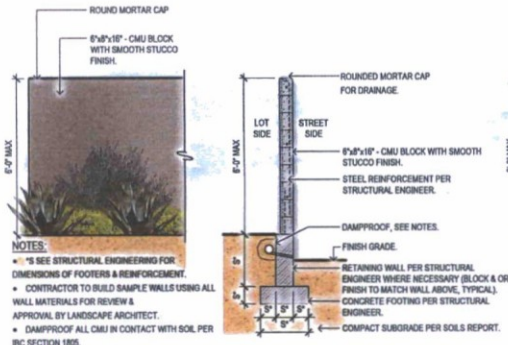 ROUND MORTAR CAP
6"x8"x16" - CMU BLOCK
WITH SMOOTH STUCCO
FINISH.
6'-0" MAX
NOTES:
• *S SEE STRUCTURAL ENGINEERING FOR
DIMENSIONS OF FOOTERS & REINFORCEMENT.
• CONTRACTOR TO BUILD SAMPLE WALLS USING ALL
WALL MATERIALS FOR REVIEW &
APPROVAL BY LANDSCAPE ARCHITECT.
• DAMPPROOF ALL CMU IN CONTACT WITH SOIL PER
IBC SECTION 1805.
ROUNDED MORTAR CAP
FOR DRAINAGE.
LOT
SIDE
STREET
SIDE
6'-0" MAX
6"x8"x16" - CMU BLOCK WITH SMOOTH
STUCCO FINISH.
STEEL REINFORCEMENT PER
STRUCTURAL ENGINEER.
DAMPPROOF, SEE NOTES.
FINISH GRADE.
RETAINING WALL PER STRUCTURAL
ENGINEER WHERE NECESSARY (BLOCK & OR
FINISH TO MATCH WALL ABOVE, TYPICAL).
CONCRETE FOOTING PER STRUCTURAL
ENGINEER.
COMPACT SUBGRADE PER SOILS REPORT.